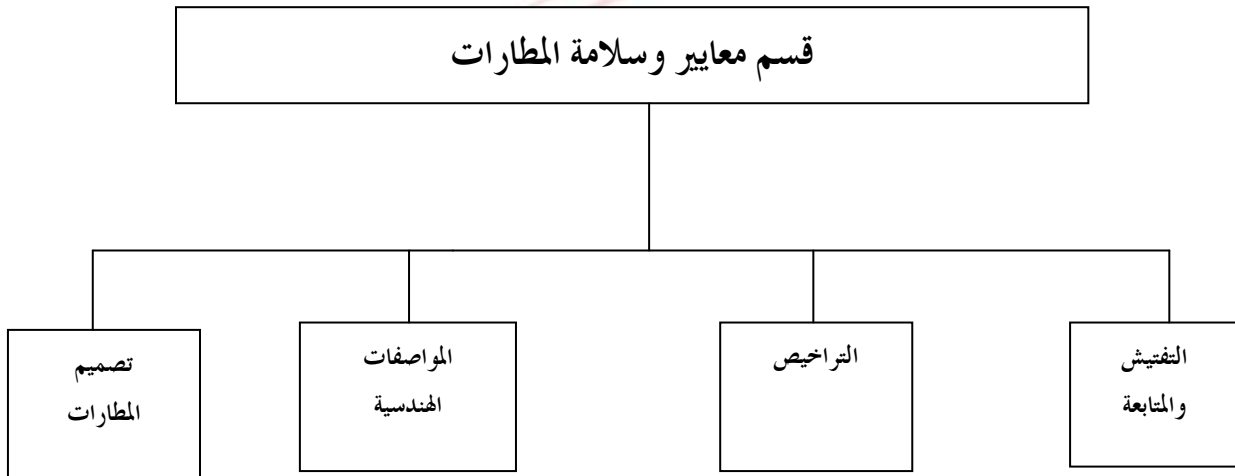 قسم معايير وسلامة المطارات
التفتيش
والمتابعة
التراخيص
المواصفات
الهندسية
تصميم
المطارات